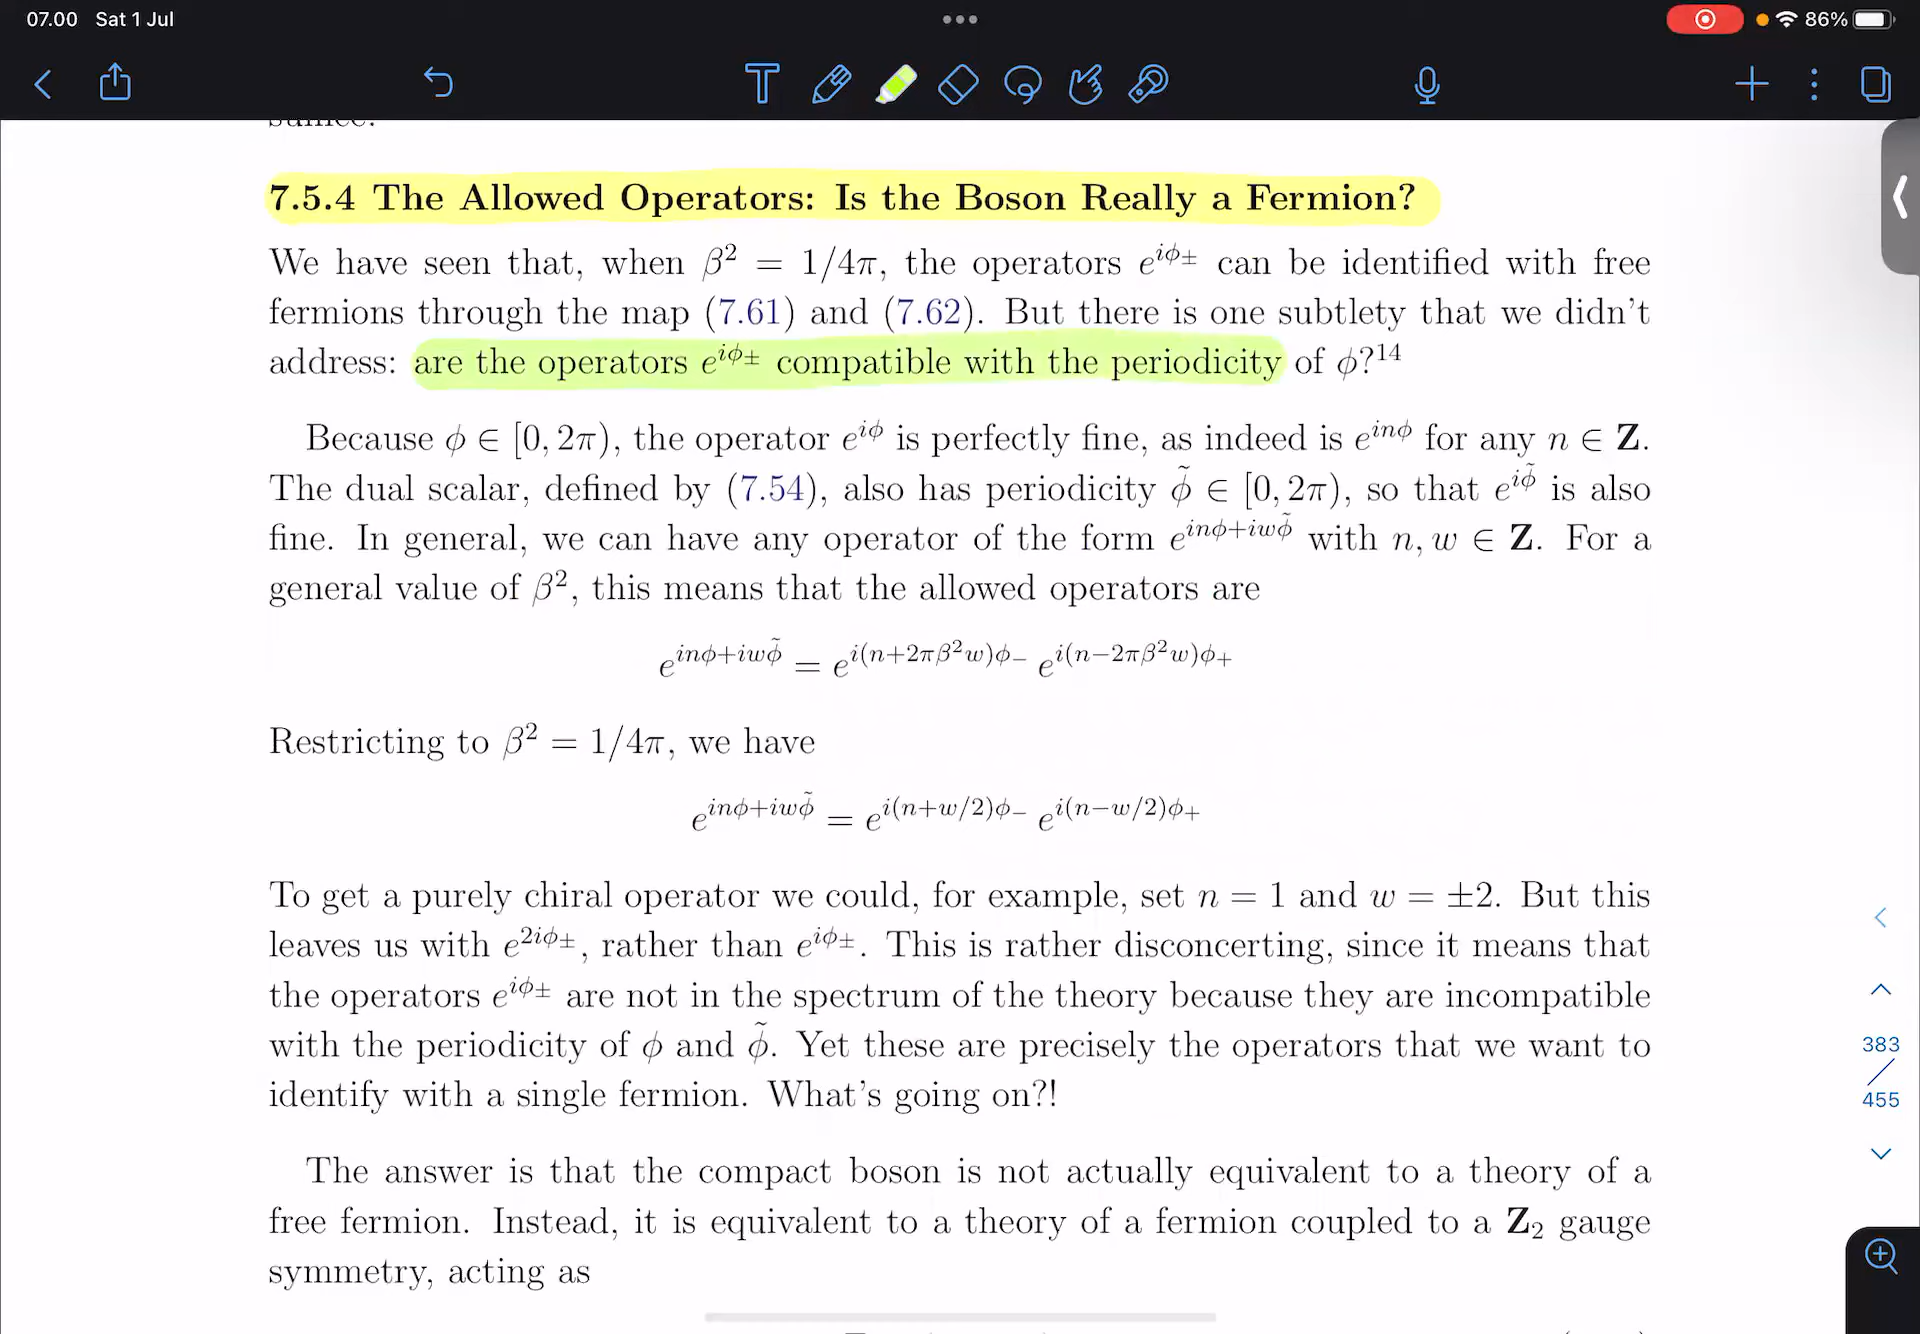 07.00 Sat 1 Jul
86%
7.5.4 The Allowed Operators: Is the Boson Really a Fermion?
We have seen that, when β² = 1/4π, the operators e^{iϕ±} can be identified with free
fermions through the map (7.61) and (7.62). But there is one subtlety that we didn't
address: are the operators e^{iϕ±} compatible with the periodicity of ϕ?¹⁴
Because ϕ ∈ [0, 2π), the operator e^{iϕ} is perfectly fine, as indeed is e^{inϕ} for any n ∈ Z.
The dual scalar, defined by (7.54), also has periodicity ϕ̃ ∈ [0, 2π), so that e^{iϕ̃} is also
fine. In general, we can have any operator of the form e^{inϕ+iwϕ̃} with n, w ∈ Z. For a
general value of β², this means that the allowed operators are
e^{inϕ+iwϕ̃} = e^{i(n+2πβ²w)ϕ₋} e^{i(n−2πβ²w)ϕ₊}
Restricting to β² = 1/4π, we have
e^{inϕ+iwϕ̃} = e^{i(n+w/2)ϕ₋} e^{i(n−w/2)ϕ₊}
To get a purely chiral operator we could, for example, set n = 1 and w = ±2. But this
leaves us with e^{2iϕ±}, rather than e^{iϕ±}. This is rather disconcerting, since it means that
the operators e^{iϕ±} are not in the spectrum of the theory because they are incompatible
with the periodicity of ϕ and ϕ̃. Yet these are precisely the operators that we want to
identify with a single fermion. What's going on?!
The answer is that the compact boson is not actually equivalent to a theory of a
free fermion. Instead, it is equivalent to a theory of a fermion coupled to a Z₂ gauge
symmetry, acting as
383
/
455